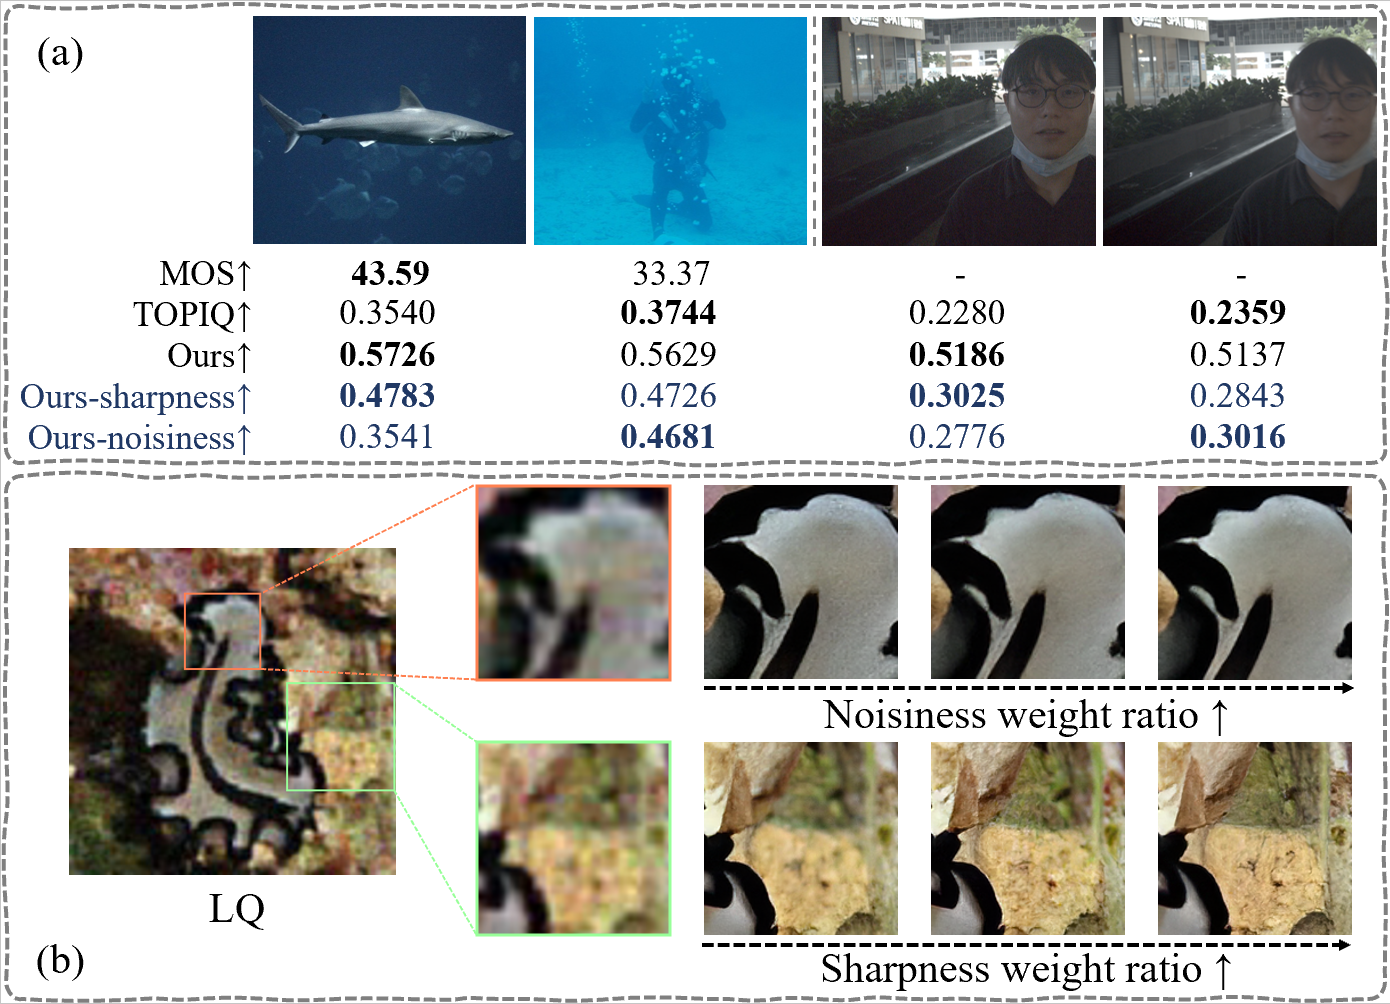 (a)
SPAI
MOS↑ 43.59 33.37 - -
TOPIQ↑ 0.3540 0.3744 0.2280 0.2359
Ours↑ 0.5726 0.5629 0.5186 0.5137
Ours-sharpness↑ 0.4783 0.4726 0.3025 0.2843
Ours-noisiness↑ 0.3541 0.4681 0.2776 0.3016
Noisiness weight ratio ↑
LQ
Sharpness weight ratio ↑
(b)